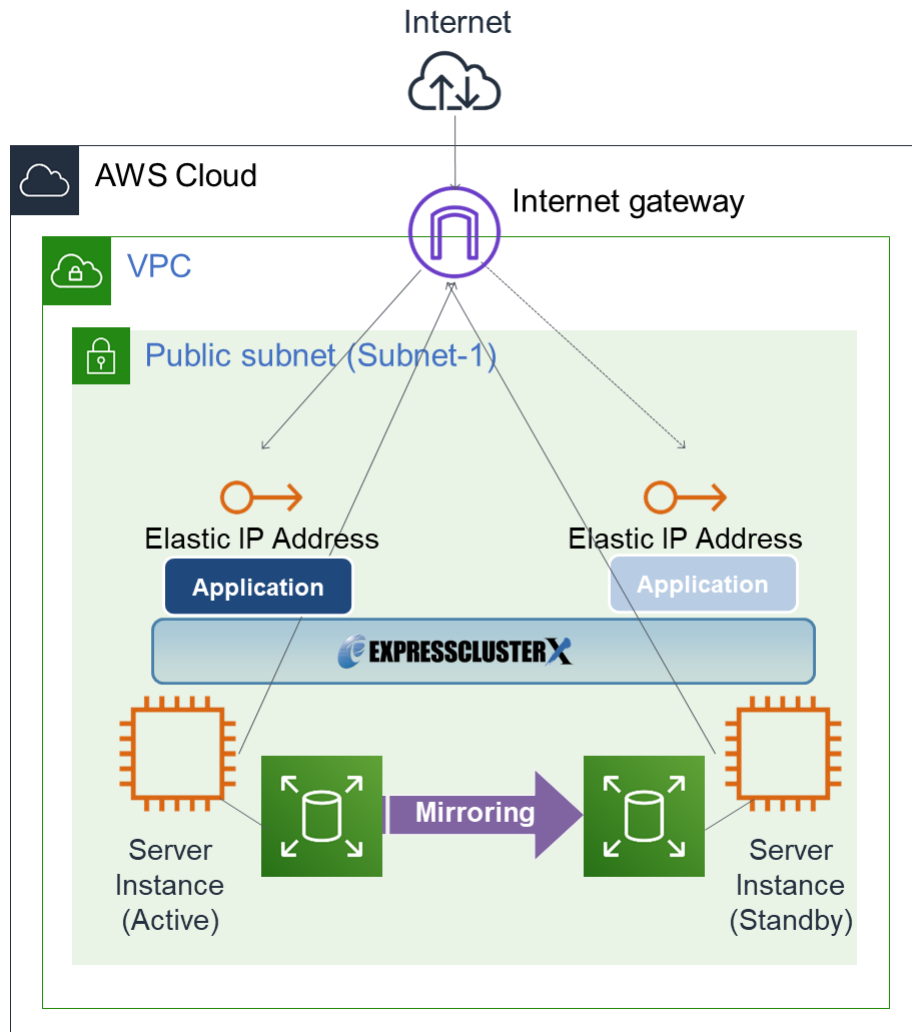 Internet
AWS Cloud
Internet gateway
VPC
Public subnet (Subnet-1)
Elastic IP Address
Elastic IP Address
Application
Application
EXPRESSCLUSTER X
Mirroring
Server
Instance
(Active)
Server
Instance
(Standby)